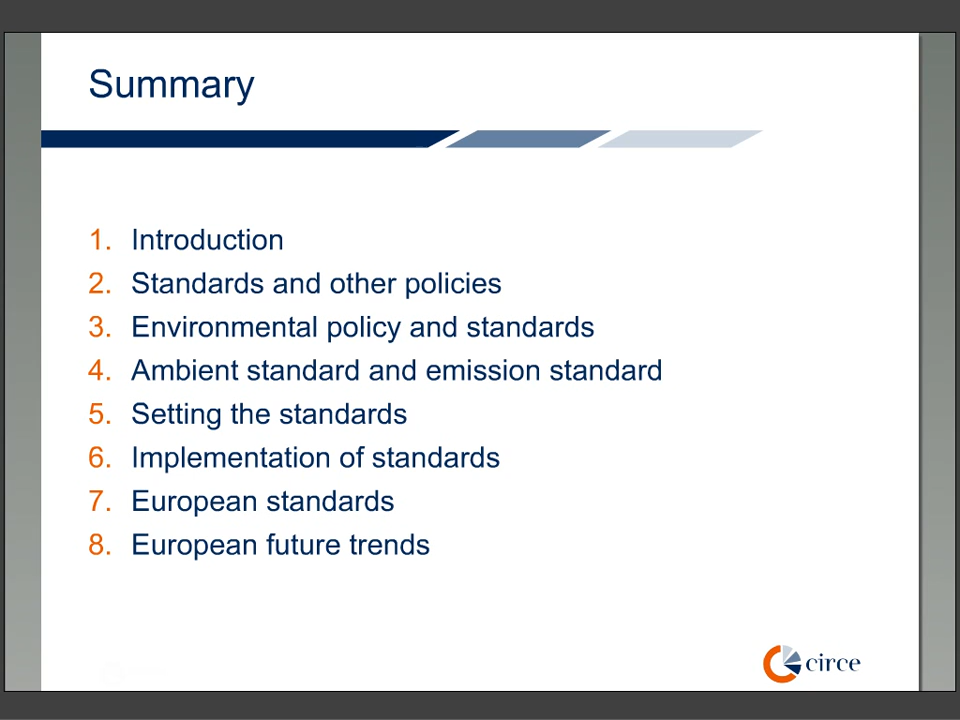 Summary
1. Introduction
2. Standards and other policies
3. Environmental policy and standards
4. Ambient standard and emission standard
5. Setting the standards
6. Implementation of standards
7. European standards
8. European future trends
circe